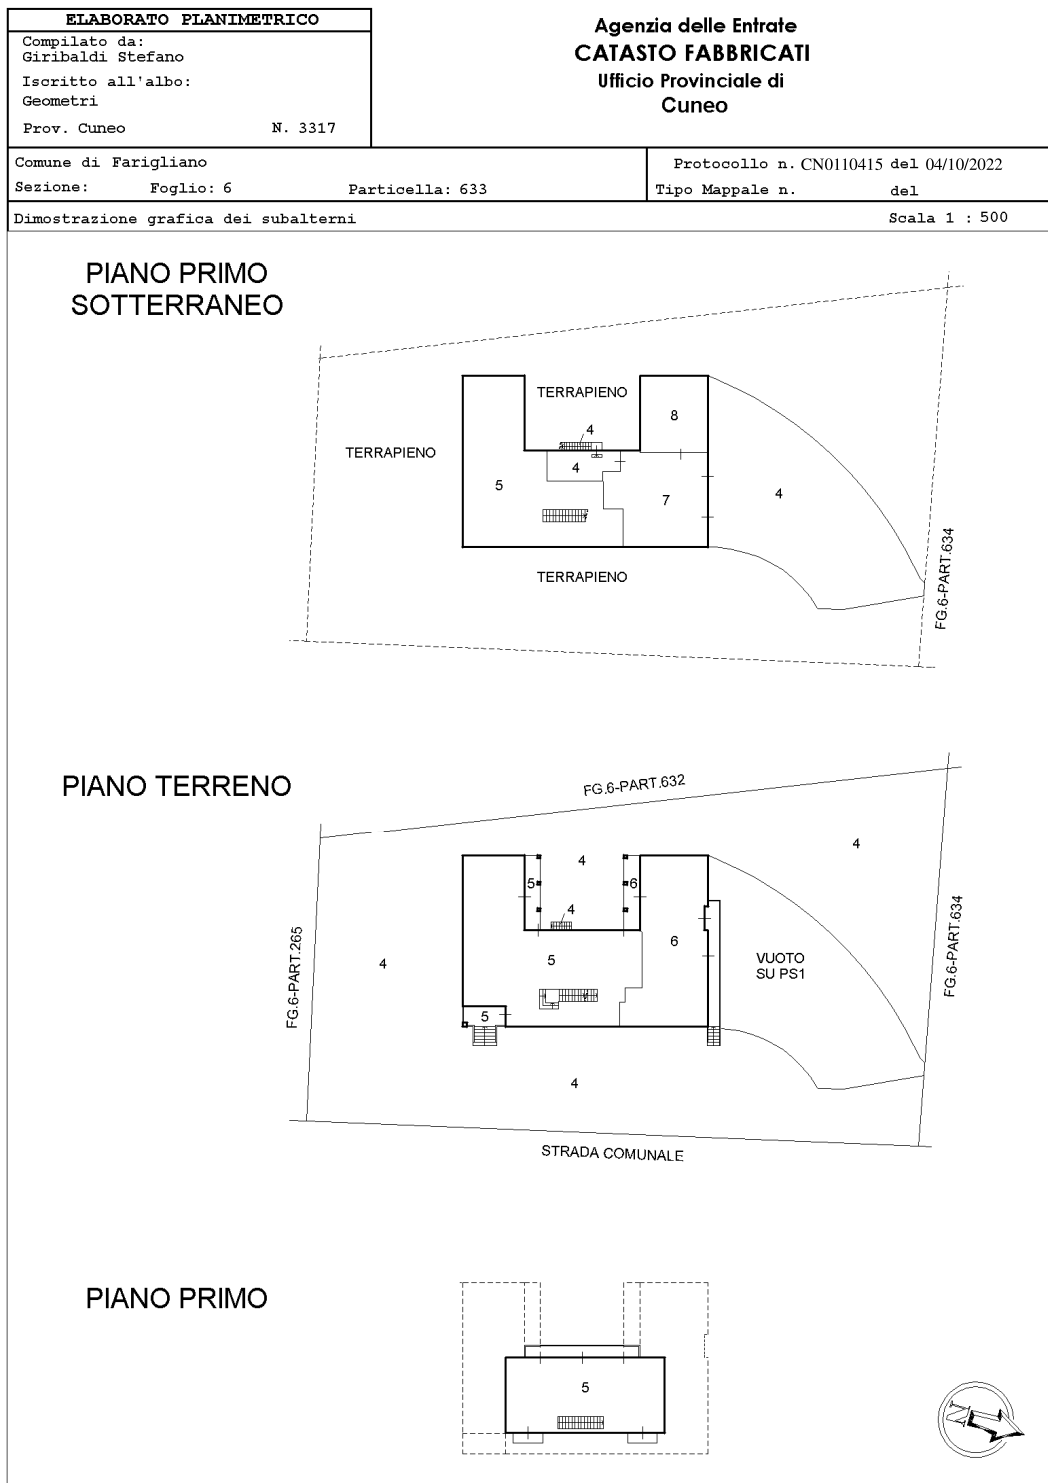 ELABORATO PLANIMETRICO
Compilato da:
Giribaldi Stefano
Iscritto all'albo:
Geometri
Prov. Cuneo N. 3317
Agenzia delle Entrate
CATASTO FABBRICATI
Ufficio Provinciale di
Cuneo
Comune di Farigliano
Sezione: Foglio: 6 Particella: 633
Protocollo n. CN0110415 del 04/10/2022
Tipo Mappale n. del
Dimostrazione grafica dei subalterni Scala 1 : 500
PIANO PRIMO
SOTTERRANEO
TERRAPIENO
8
4
TERRAPIENO
4
5
7
4
TERRAPIENO
FG.6-PART.634
PIANO TERRENO
FG.6-PART.632
4
4
5
6
4
FG.6-PART.265
4
5
6
VUOTO
SU PS1
FG.6-PART.634
5
4
STRADA COMUNALE
PIANO PRIMO
5
N